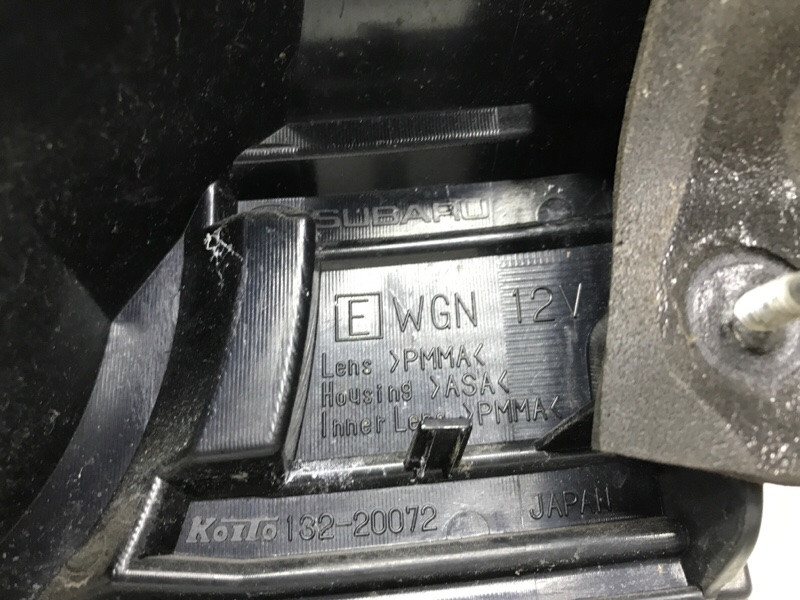 SUBARU
E WGN 12V
Lens >PMMA<
Housing >ASA<
Inner Lens >PMMA<
KOITO 132-20072 JAPAN